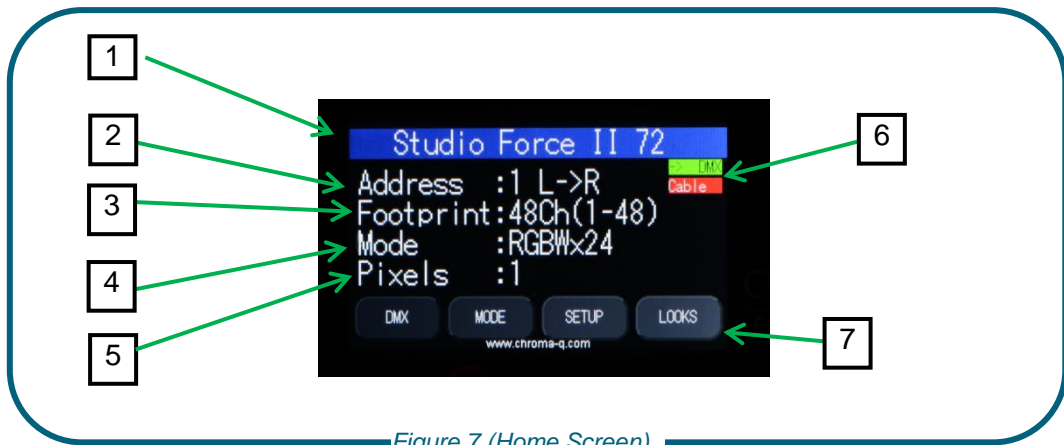 1
Studio Force II 72
2
-> DMX
6
Address :1 L->R
Cable
3
Footprint:48Ch(1-48)
Mode :RGBWx24
4
Pixels :1
DMX MODE SETUP LOOKS
5
7
www.chroma-q.com
Figure 7 (Home Screen)